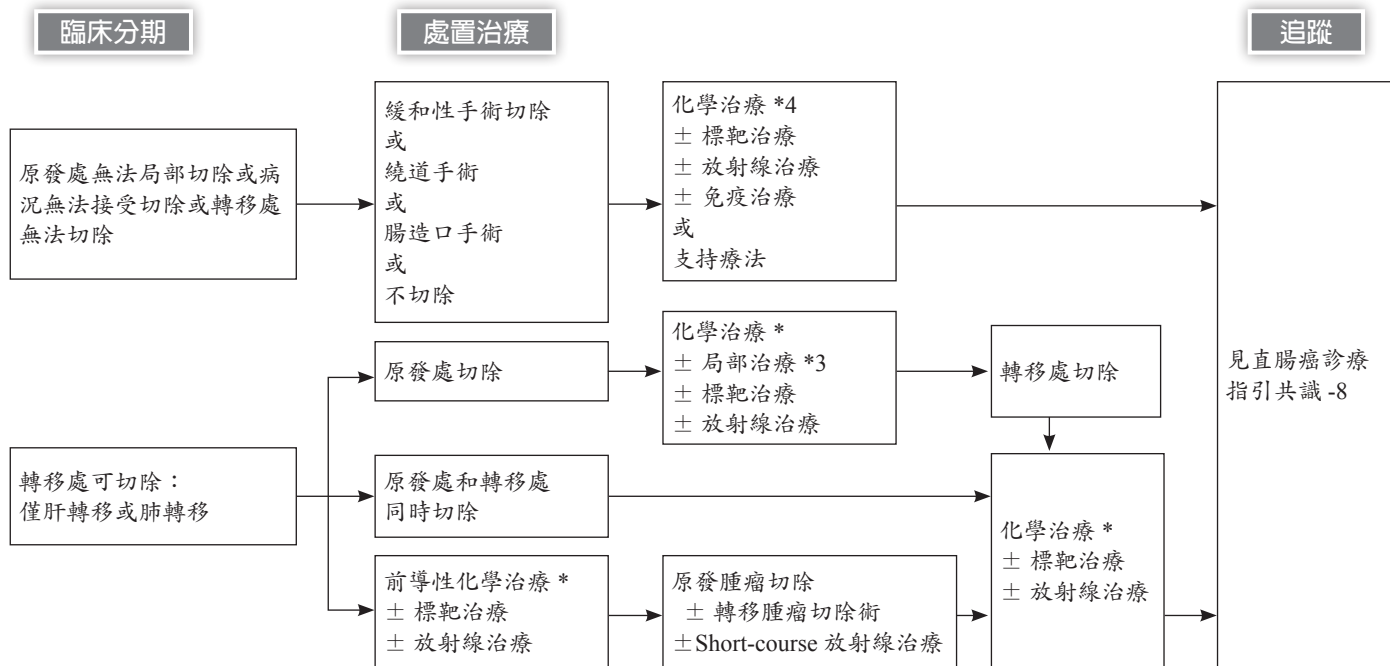 臨床分期
處置治療
追蹤
原發處無法局部切除或病
況無法接受切除或轉移處
無法切除
緩和性手術切除
或
繞道手術
或
腸造口手術
或
不切除
化學治療 *4
± 標靶治療
± 放射線治療
± 免疫治療
或
支持療法
轉移處可切除：
僅肝轉移或肺轉移
原發處切除
化學治療 *
± 局部治療 *3
± 標靶治療
± 放射線治療
轉移處切除
原發處和轉移處
同時切除
前導性化學治療 *
± 標靶治療
± 放射線治療
原發腫瘤切除
± 轉移腫瘤切除術
±Short-course 放射線治療
化學治療 *
± 標靶治療
± 放射線治療
見直腸癌診療
指引共識 -8